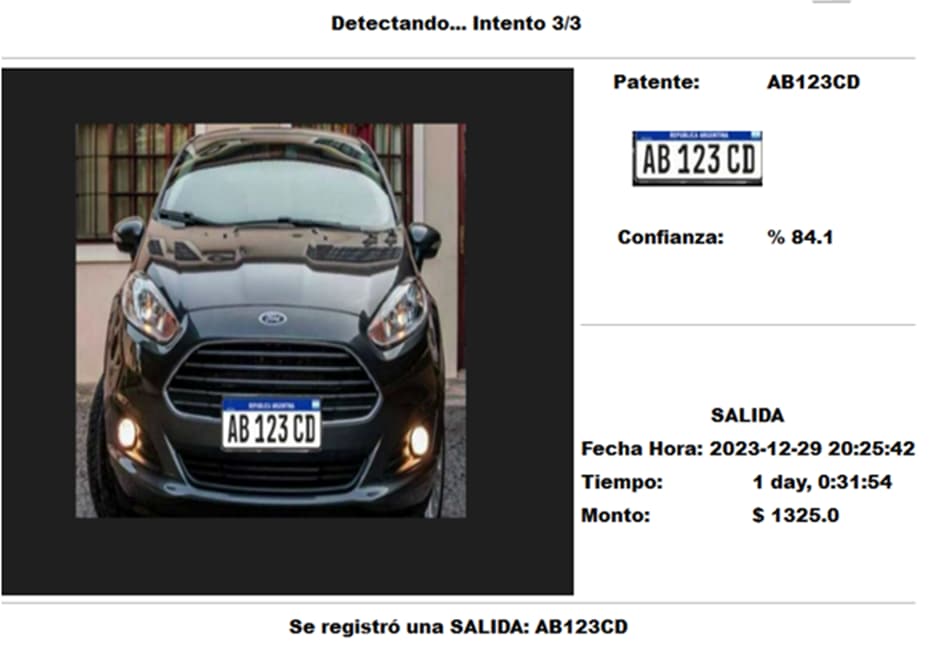 Detectando... Intento 3/3
Patente: AB123CD
REPUBLICA ARGENTINA
AB 123 CD
Confianza: % 84.1
Ford
REPUBLICA ARGENTINA
AB 123 CD
SALIDA
Fecha Hora: 2023-12-29 20:25:42
Tiempo: 1 day, 0:31:54
Monto: $ 1325.0
Se registró una SALIDA: AB123CD